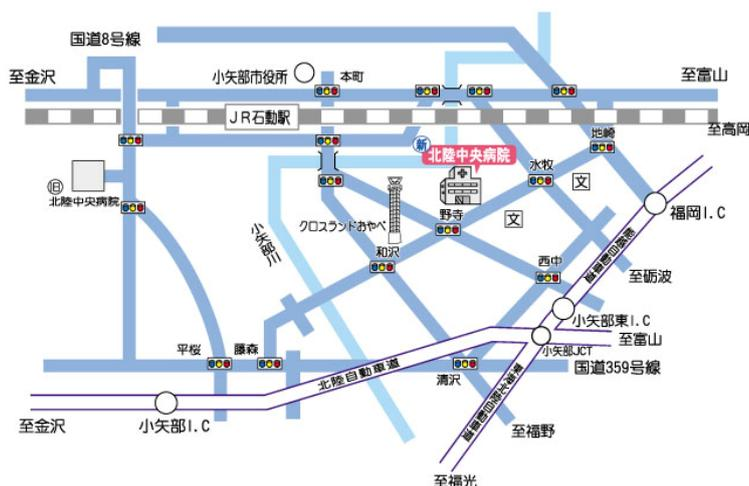 国道8号線
至金沢
小矢部市役所
本町
至富山
JR石動駅
至高岡
地崎
新
北陸中央病院
水牧
文
旧
北陸中央病院
クロスランドおやべ
野寺
文
福岡I.C
小矢部川
和沢
能越自動車道
西中
至砺波
小矢部東I.C
平桜
藤森
小矢部JCT
至富山
北陸自動車道
清沢
国道359号線
東海北陸自動車道
至金沢
小矢部I.C
至福野
至福光